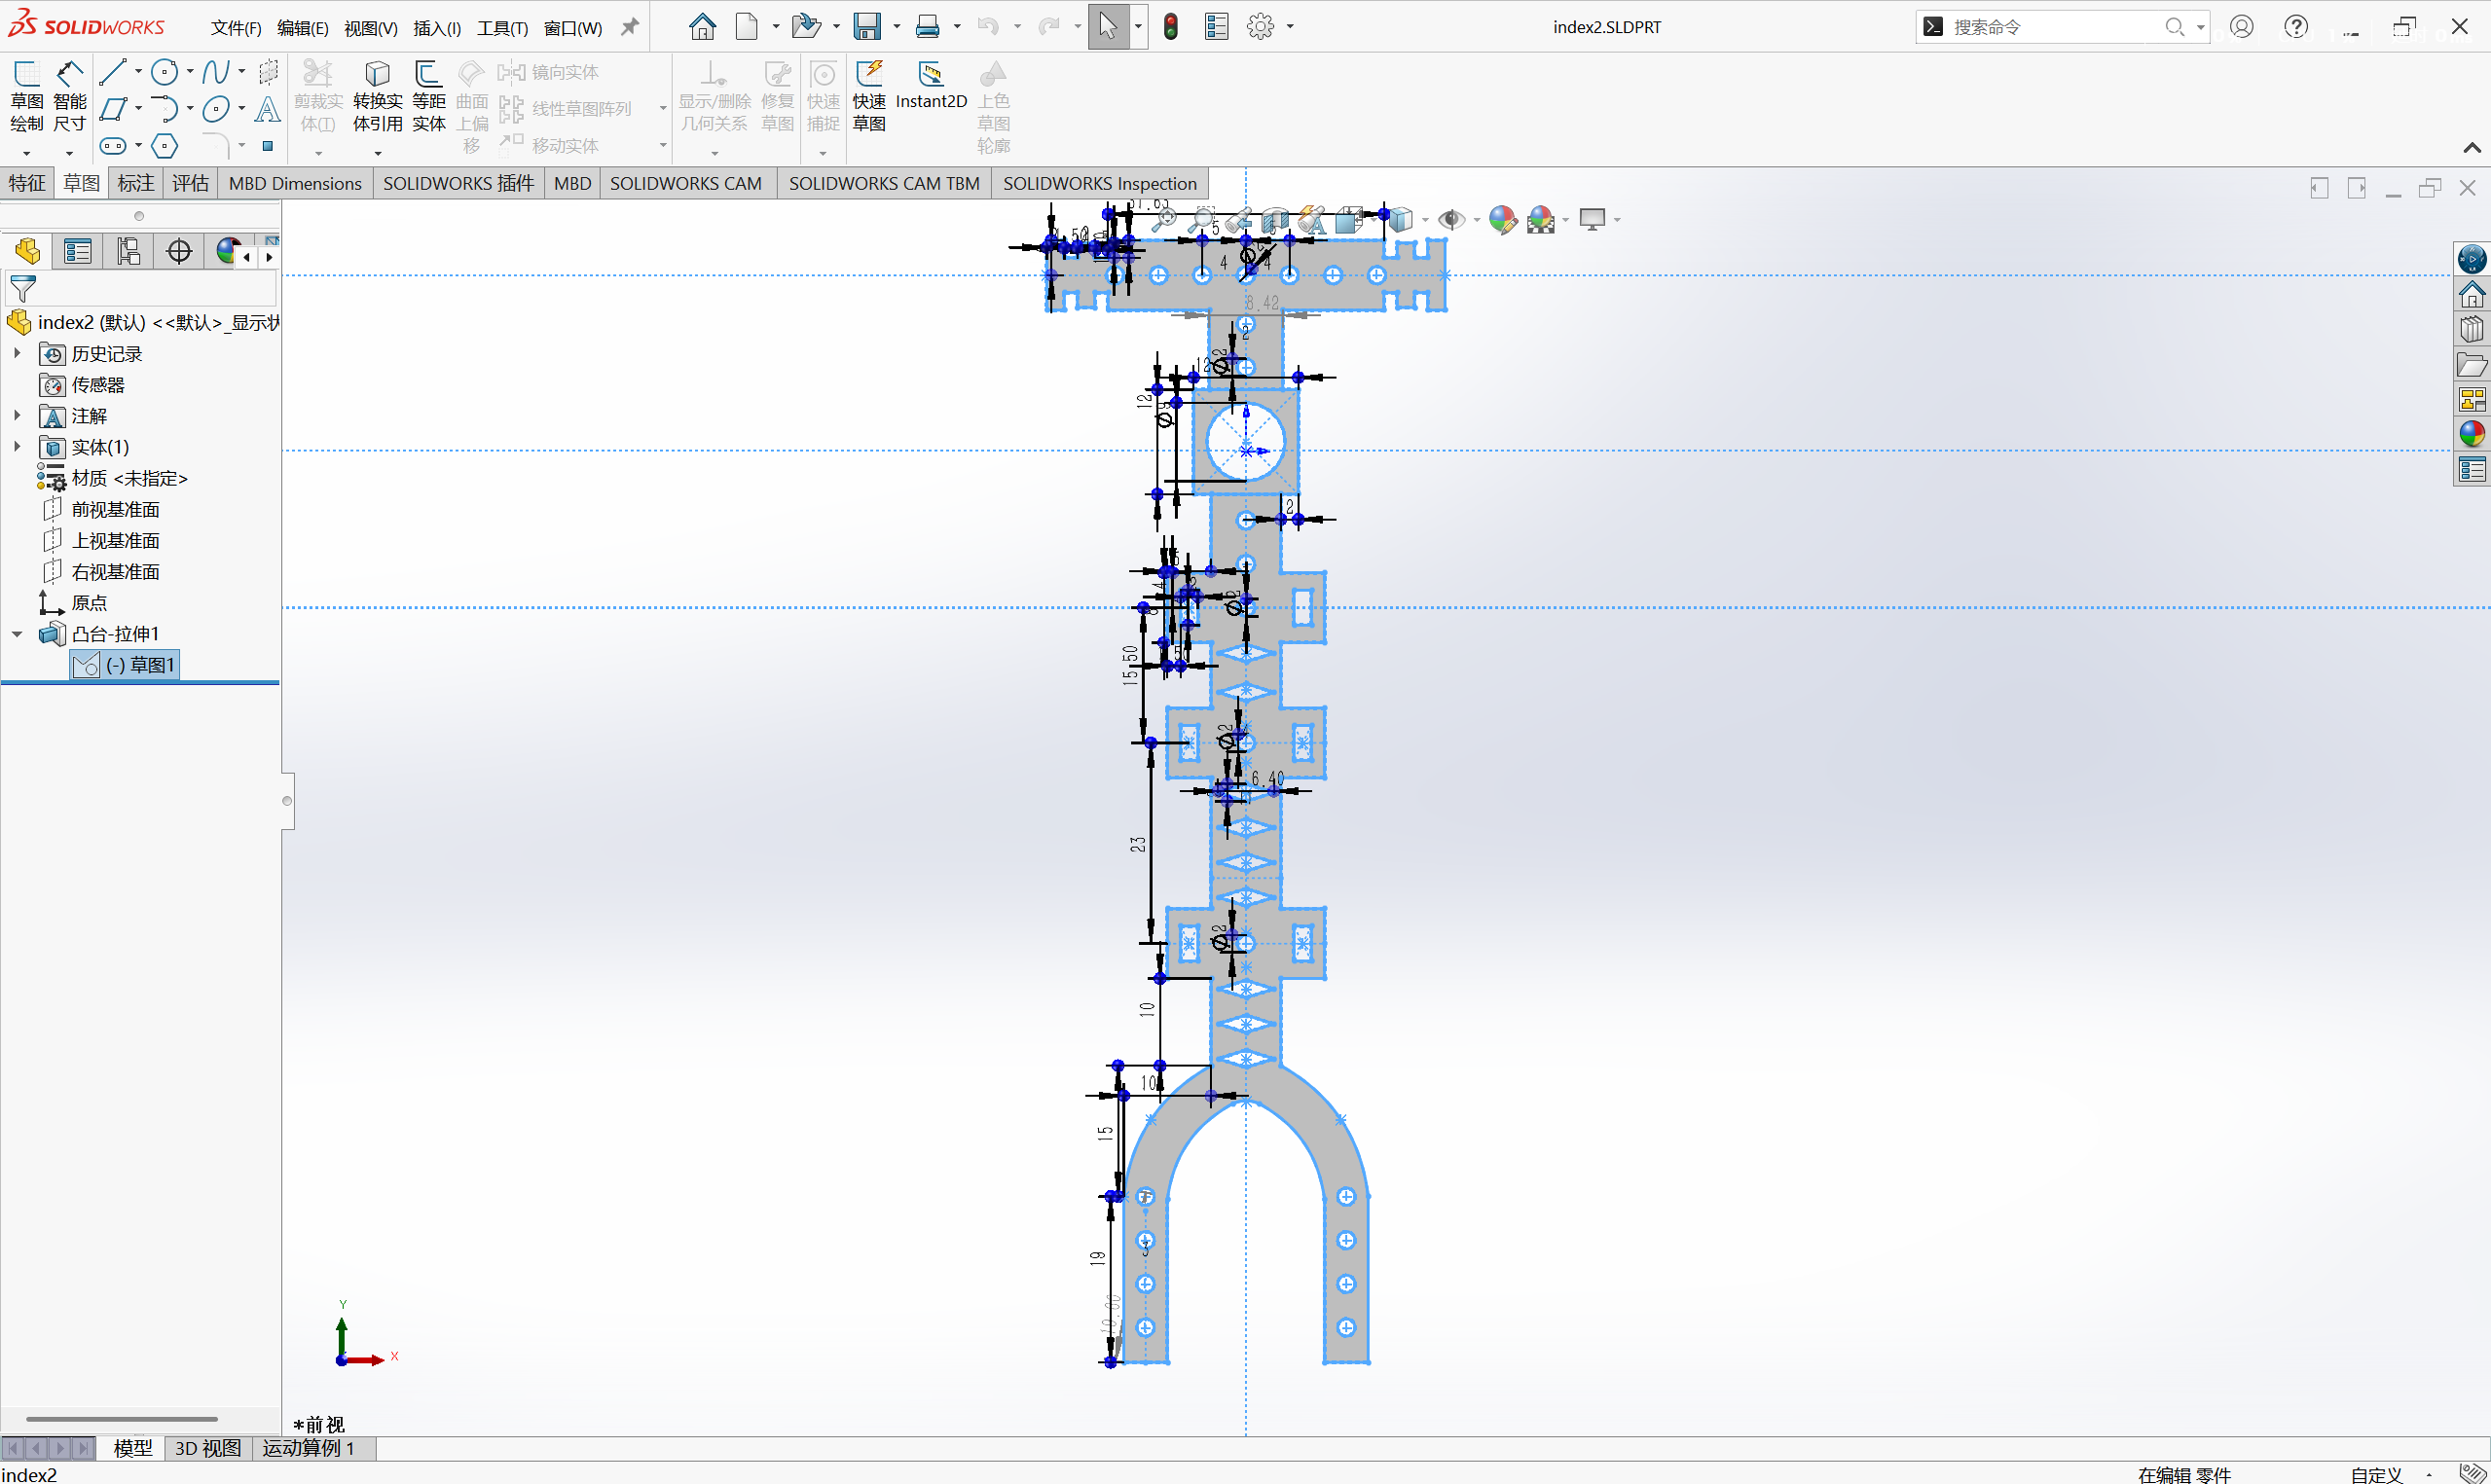 SOLIDWORKS 文件(F) 编辑(E) 视图(V) 插入(I) 工具(T) 窗口(W) index2.SLDPRT 搜索命令
草图绘制 智能尺寸 剪裁实体(T) 转换实体引用 等距实体 曲面上偏移 镜向实体 线性草图阵列 移动实体 显示/删除几何关系 修复草图 快速捕捉 快速草图 Instant2D 上色草图轮廓
特征 草图 标注 评估 MBD Dimensions SOLIDWORKS 插件 MBD SOLIDWORKS CAM SOLIDWORKS CAM TBM SOLIDWORKS Inspection
index2 (默认) <<默认>_显示状
历史记录
传感器
注解
实体(1)
材质 <未指定>
前视基准面
上视基准面
右视基准面
原点
凸台-拉伸1
(-) 草图1
5
4
4
8.42
2
12
12
2
15.50
6.40
23
10
10
15
19
Y
X
*前视
模型 3D 视图 运动算例 1
index2 在编辑 零件 自定义